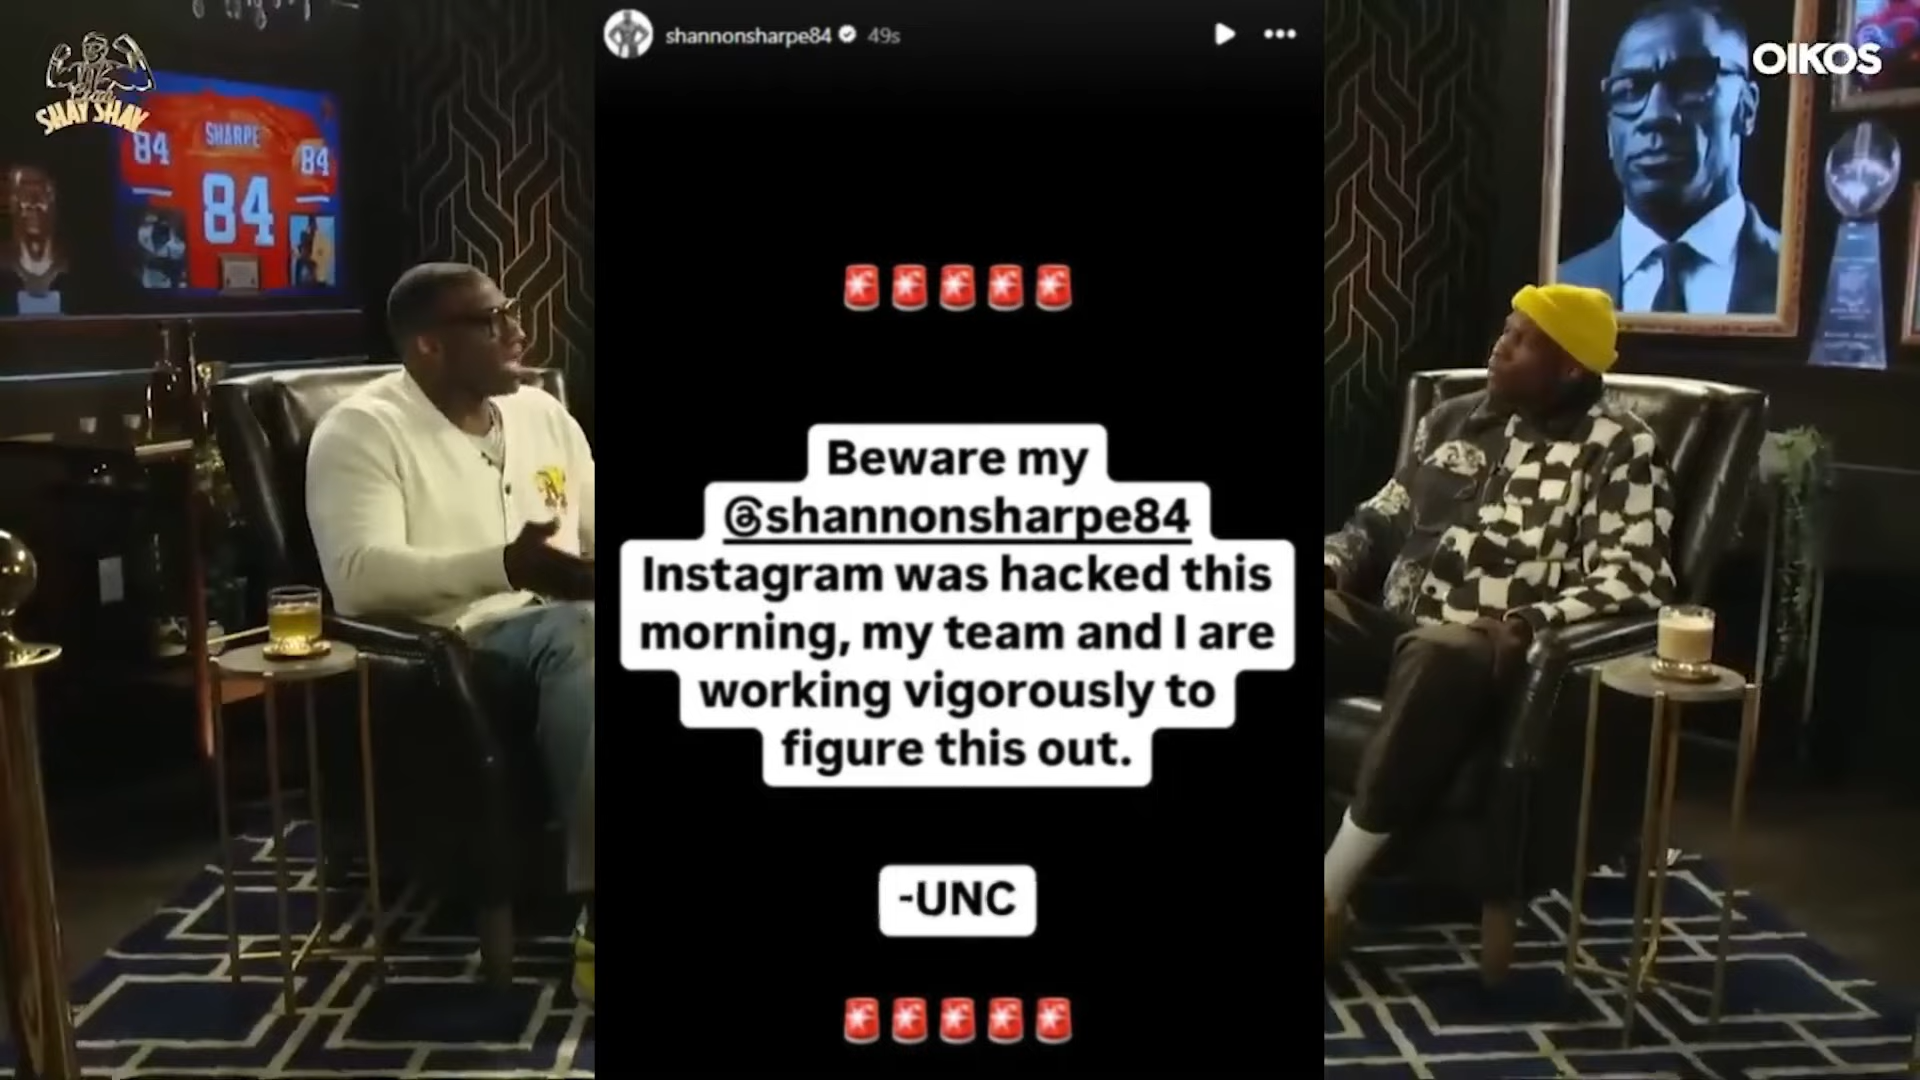 shannonsharpe84 49s
OIKOS
Club
SHAY SHAY
84
SHARPE
84
84
Beware my
@shannonsharpe84
Instagram was hacked this
morning, my team and I are
working vigorously to
figure this out.
-UNC